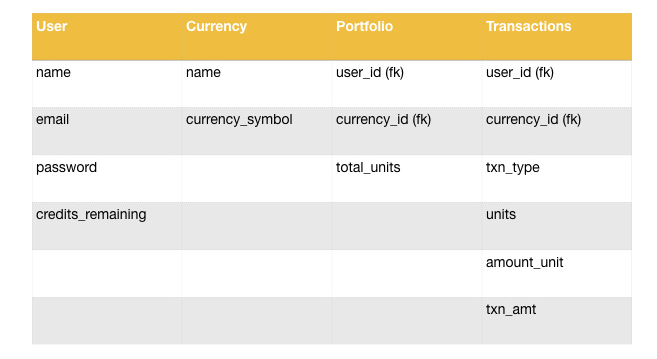 User Currency Portfolio Transactions
name name user_id (fk) user_id (fk)
email currency_symbol currency_id (fk) currency_id (fk)
password total_units txn_type
credits_remaining units
amount_unit
txn_amt